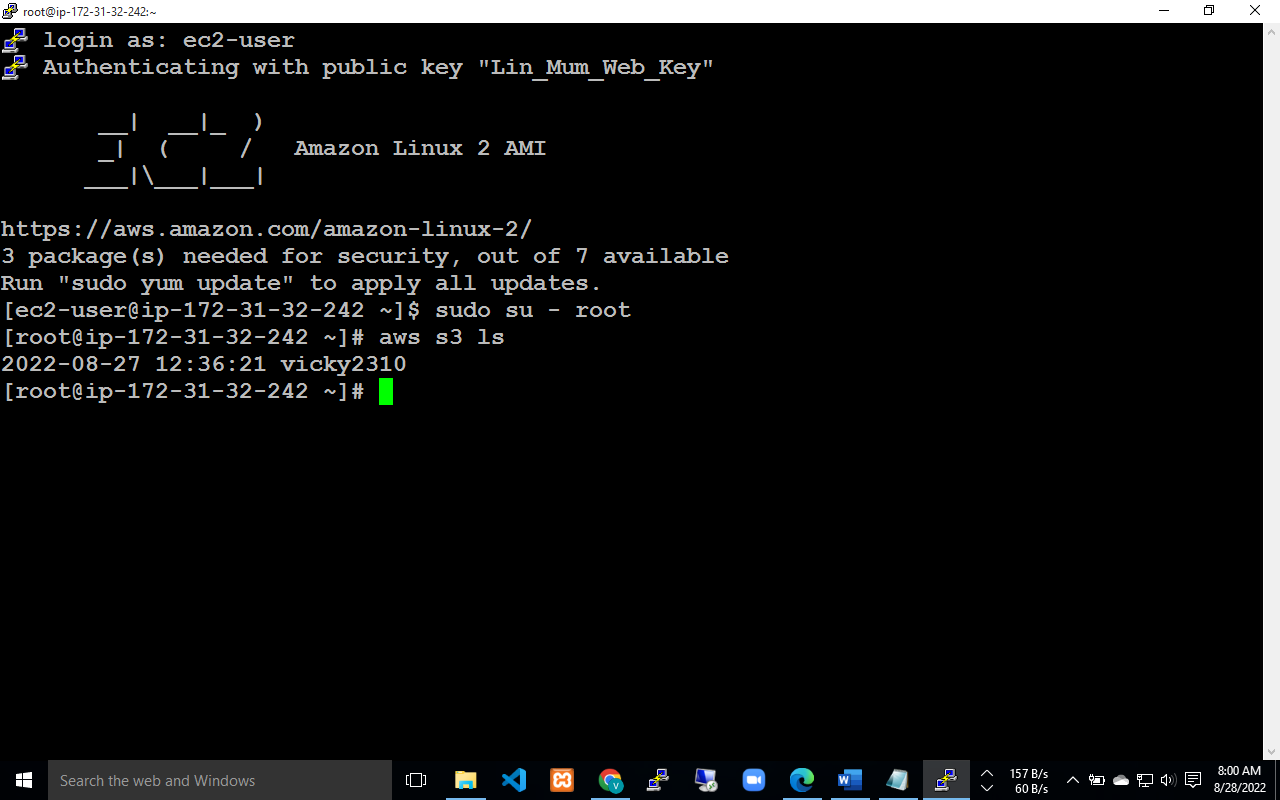 root@ip-172-31-32-242:~
login as: ec2-user
Authenticating with public key "Lin_Mum_Web_Key"
       __|  __|_  )
       _|  (     /   Amazon Linux 2 AMI
      ___|\___|___|
https://aws.amazon.com/amazon-linux-2/
3 package(s) needed for security, out of 7 available
Run "sudo yum update" to apply all updates.
[ec2-user@ip-172-31-32-242 ~]$ sudo su - root
[root@ip-172-31-32-242 ~]# aws s3 ls
2022-08-27 12:36:21 vicky2310
[root@ip-172-31-32-242 ~]#
Search the web and Windows
157 B/s
60 B/s
8:00 AM
8/28/2022